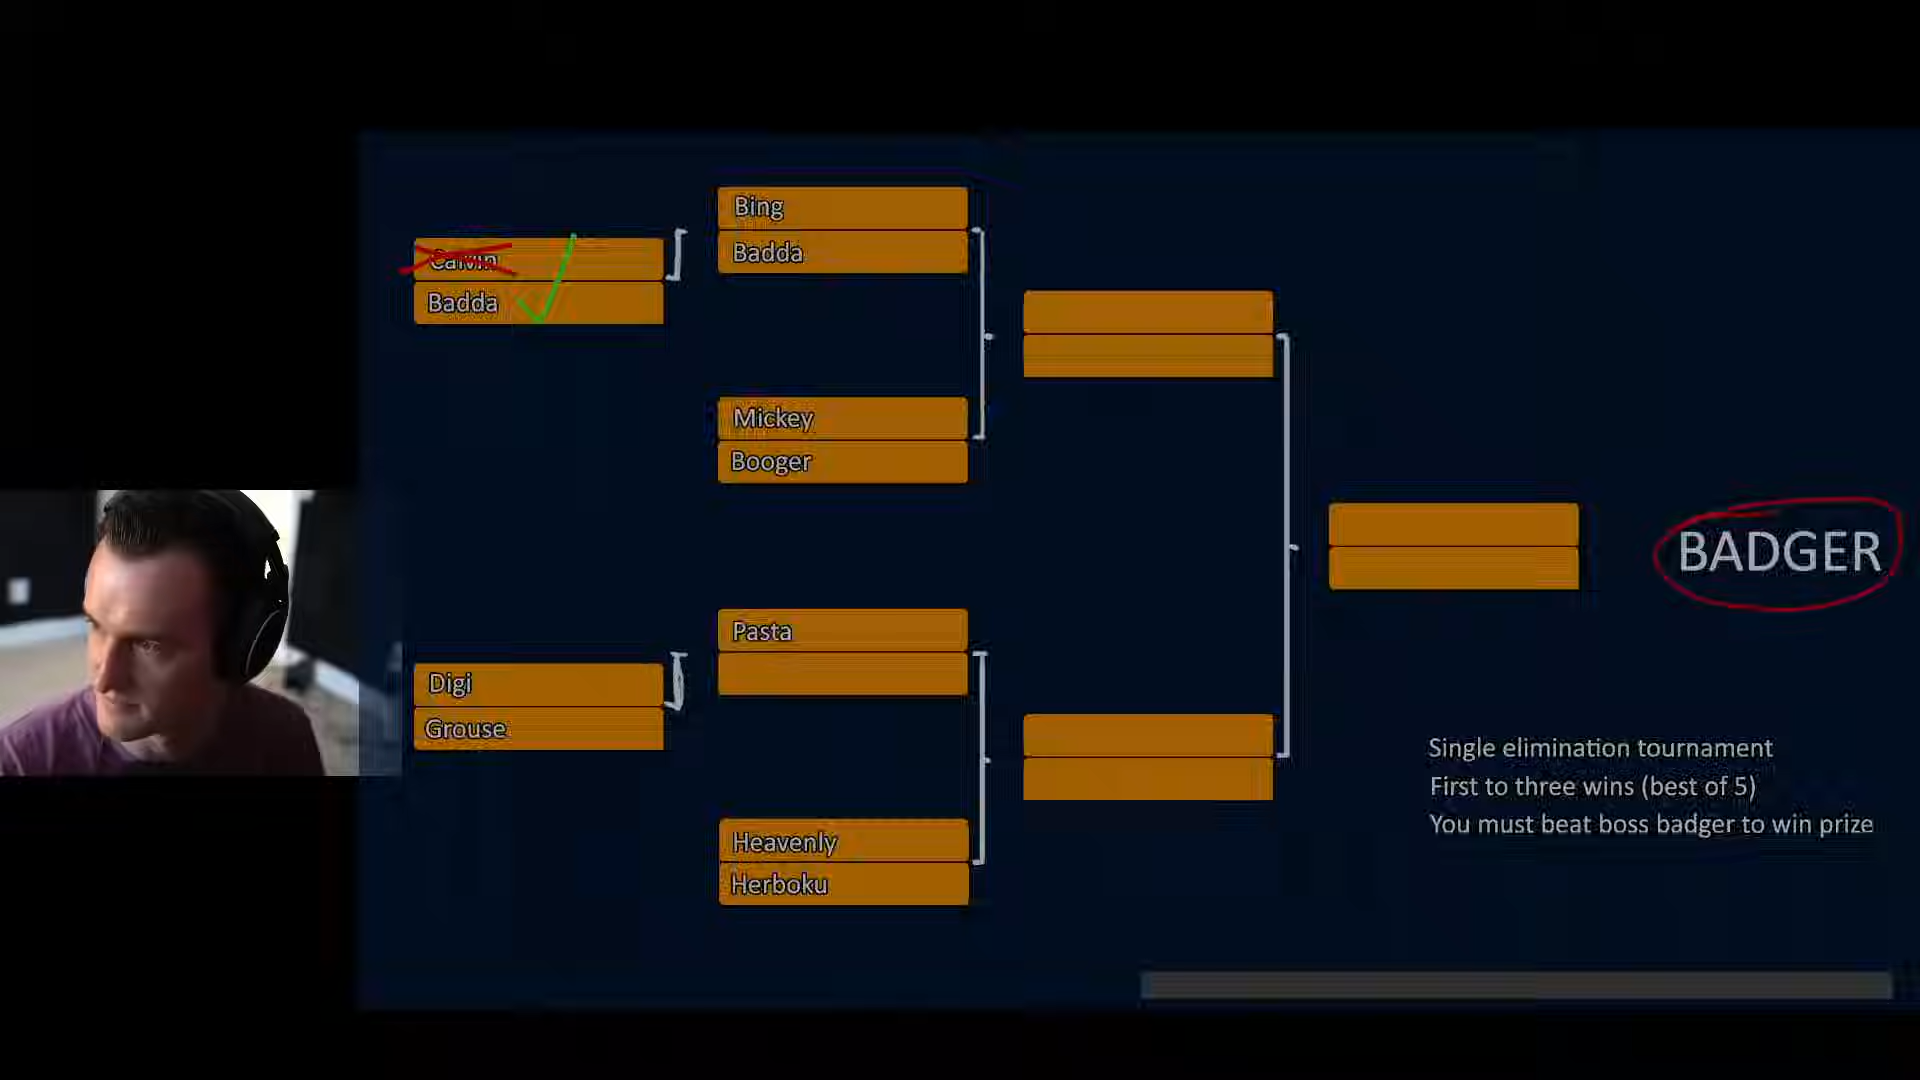 Calvin
Badda
Bing
Badda
Mickey
Booger
Digi
Grouse
Pasta
Heavenly
Herboku
BADGER
Single elimination tournament
First to three wins (best of 5)
You must beat boss badger to win prize